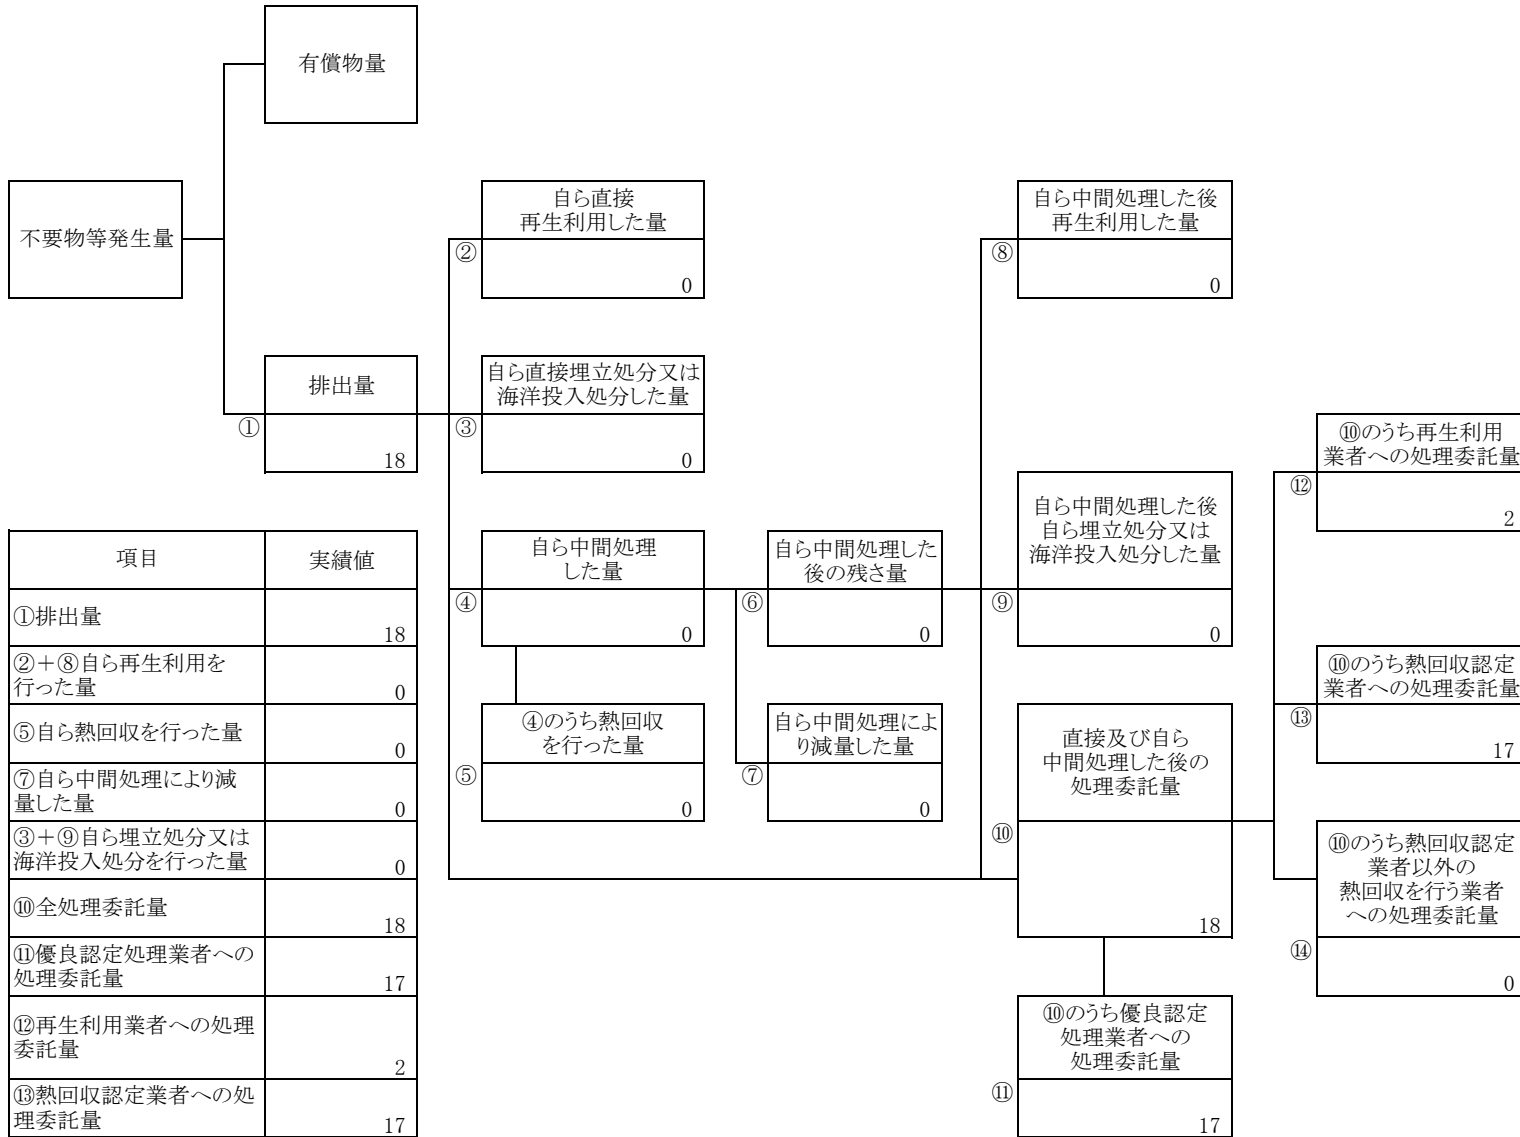 有償物量
不要物等発生量
排出量
①
18
自ら直接
再生利用した量
②
0
自ら直接埋立処分又は
海洋投入処分した量
③
0
自ら中間処理
した量
④
0
④のうち熱回収
を行った量
⑤
0
自ら中間処理した
後の残さ量
⑥
0
自ら中間処理によ
り減量した量
⑦
0
自ら中間処理した後
再生利用した量
⑧
0
自ら中間処理した後
自ら埋立処分又は
海洋投入処分した量
⑨
0
直接及び自ら
中間処理した後の
処理委託量
⑩
18
⑩のうち優良認定
処理業者への
処理委託量
⑪
17
⑩のうち再生利用
業者への処理委託量
⑫
2
⑩のうち熱回収認定
業者への処理委託量
⑬
17
⑩のうち熱回収認定
業者以外の
熱回収を行う業者
への処理委託量
⑭
0
項目 実績値
①排出量 18
②＋⑧自ら再生利用を
行った量 0
⑤自ら熱回収を行った量 0
⑦自ら中間処理により減
量した量 0
③＋⑨自ら埋立処分又は
海洋投入処分を行った量 0
⑩全処理委託量 18
⑪優良認定処理業者への
処理委託量 17
⑫再生利用業者への処理
委託量 2
⑬熱回収認定業者への処
理委託量 17